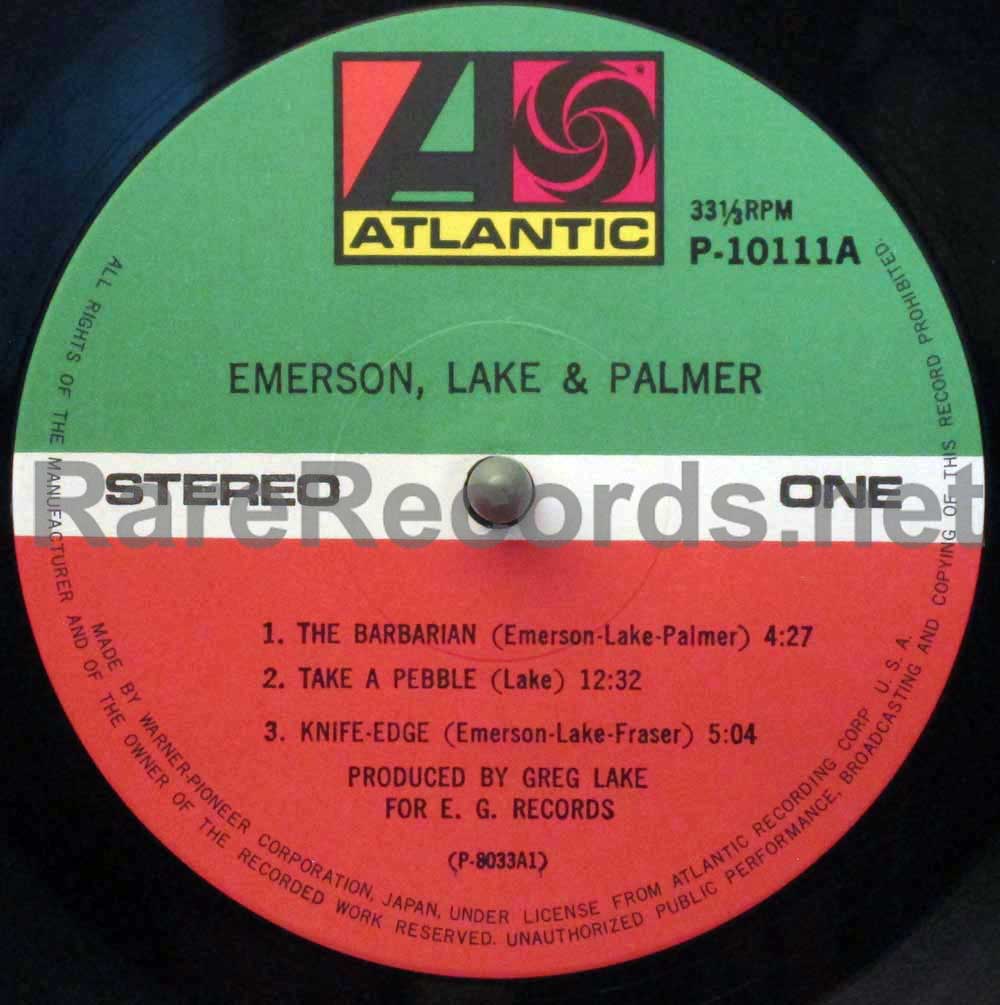 ATLANTIC
33⅓RPM
P-10111A
EMERSON, LAKE & PALMER
STEREO
ONE
RareRecords.net
1. THE BARBARIAN (Emerson-Lake-Palmer) 4:27
2. TAKE A PEBBLE (Lake) 12:32
3. KNIFE-EDGE (Emerson-Lake-Fraser) 5:04
PRODUCED BY GREG LAKE
FOR E. G. RECORDS
(P-8033A1)
MADE BY WARNER-PIONEER CORPORATION, JAPAN, UNDER LICENSE FROM ATLANTIC RECORDING CORP U. S. A.
ALL RIGHTS OF THE MANUFACTURER AND OF THE OWNER OF THE RECORDED WORK RESERVED. UNAUTHORIZED PUBLIC PERFORMANCE, BROADCASTING AND COPYING OF THIS RECORD PROHIBITED.